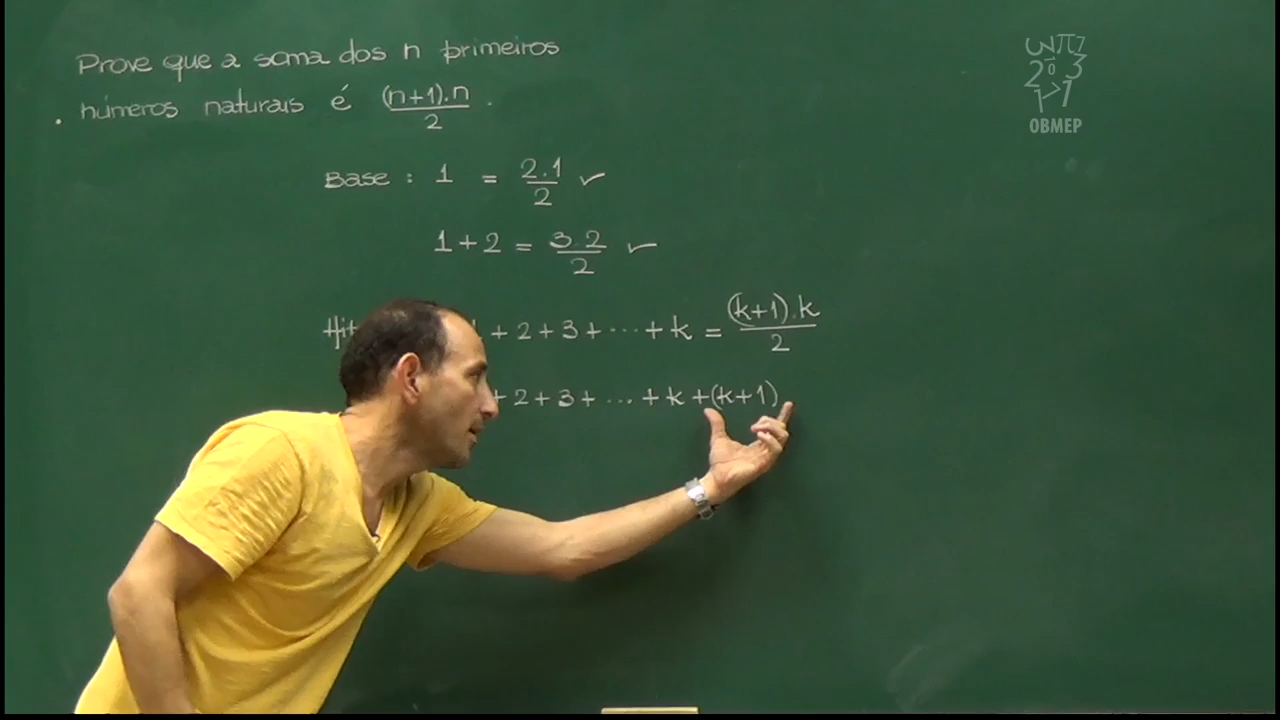 Prove que a soma dos n primeiros
números naturais é (n+1).n/2.
Base: 1 = 2.1/2 ✓
1+2 = 3.2/2 ✓
+ 2 + 3 + ... + k = (k+1).k/2
+ 2 + 3 + ... + k + (k+1)
OBMEP